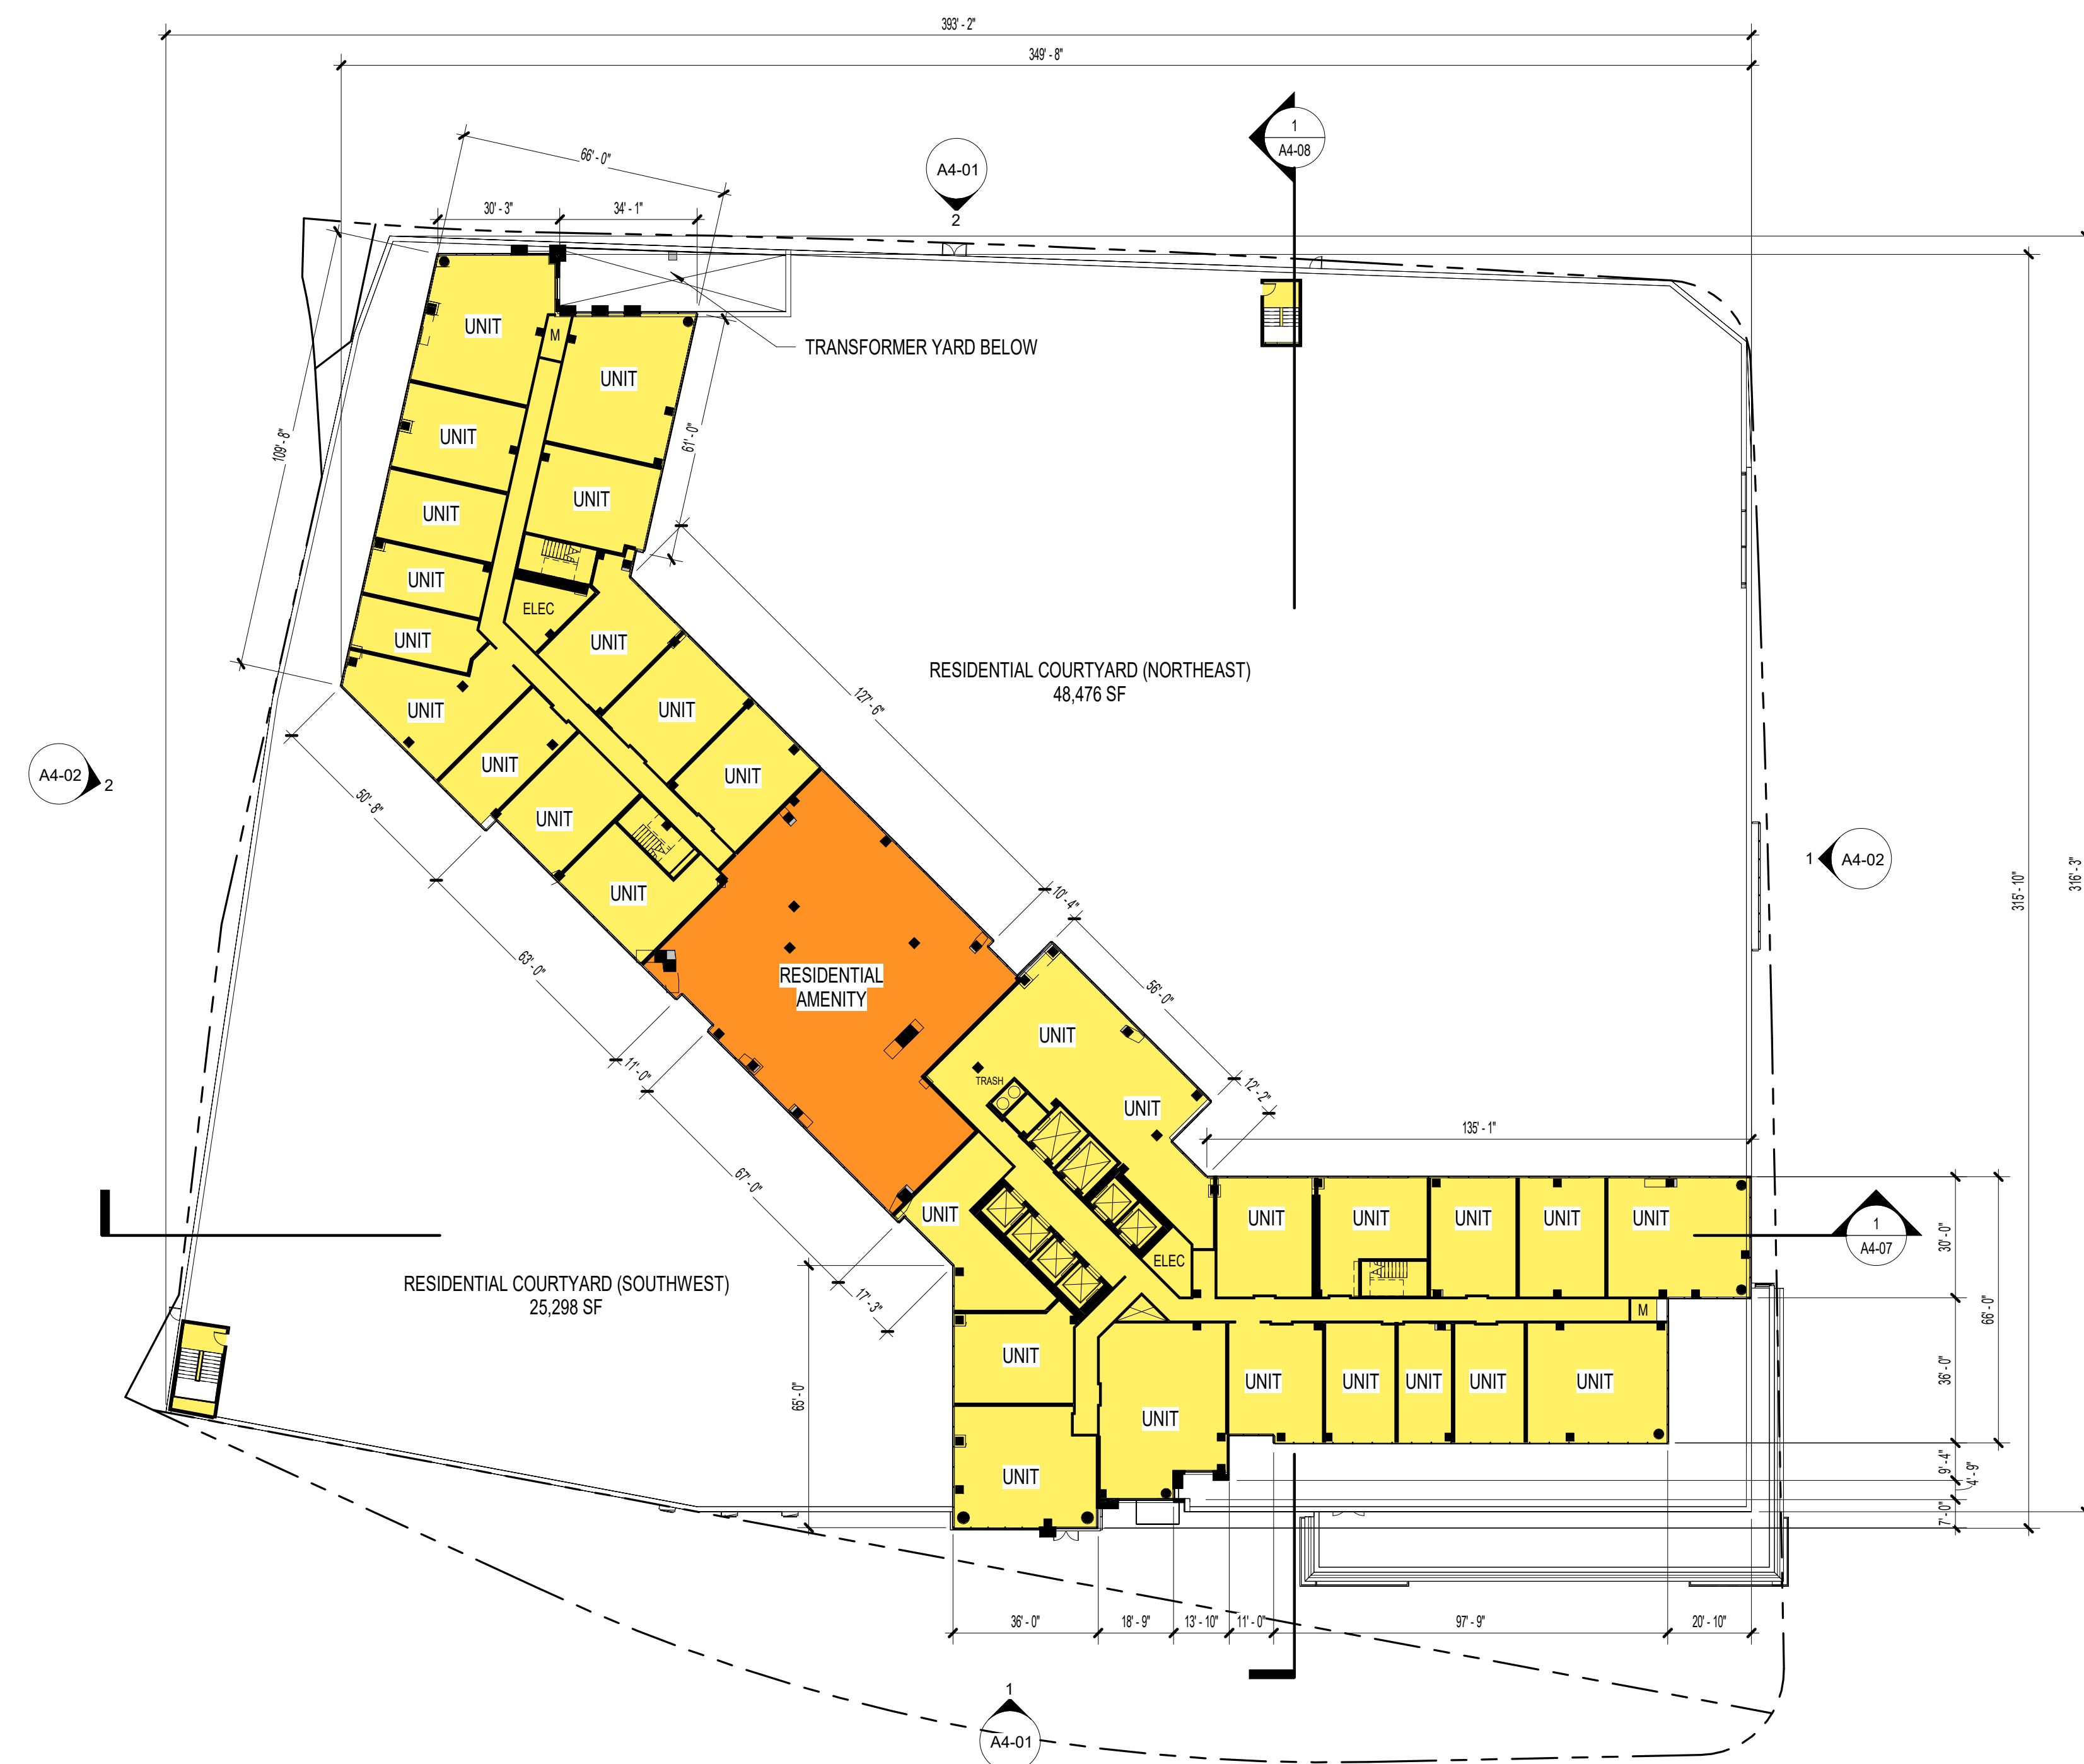 393' - 2"
349' - 8"
1
A4-08
66' - 0"
A4-01
2
30' - 3"
34' - 1"
UNIT
M
TRANSFORMER YARD BELOW
UNIT
UNIT
109' - 8"
61' - 0"
UNIT
UNIT
UNIT
ELEC
UNIT
UNIT
RESIDENTIAL COURTYARD (NORTHEAST)
48,476 SF
127' - 6"
UNIT
UNIT
UNIT
UNIT
A4-02
2
50' - 8"
UNIT
UNIT
1
A4-02
316' - 3"
315' - 10"
10' - 4"
63' - 0"
RESIDENTIAL
AMENITY
56' - 0"
UNIT
11' - 0"
TRASH
12' - 2"
UNIT
135' - 1"
67' - 0"
UNIT
UNIT
UNIT
UNIT
UNIT
UNIT
1
A4-07
30' - 0"
ELEC
RESIDENTIAL COURTYARD (SOUTHWEST)
25,298 SF
17' - 3"
M
66' - 0"
UNIT
65' - 0"
UNIT
UNIT
UNIT
UNIT
UNIT
36' - 0"
UNIT
UNIT
9' - 4"
4' - 9"
7' - 0"
36' - 0"
18' - 9"
13' - 10"
11' - 0"
97' - 9"
20' - 10"
1
A4-01